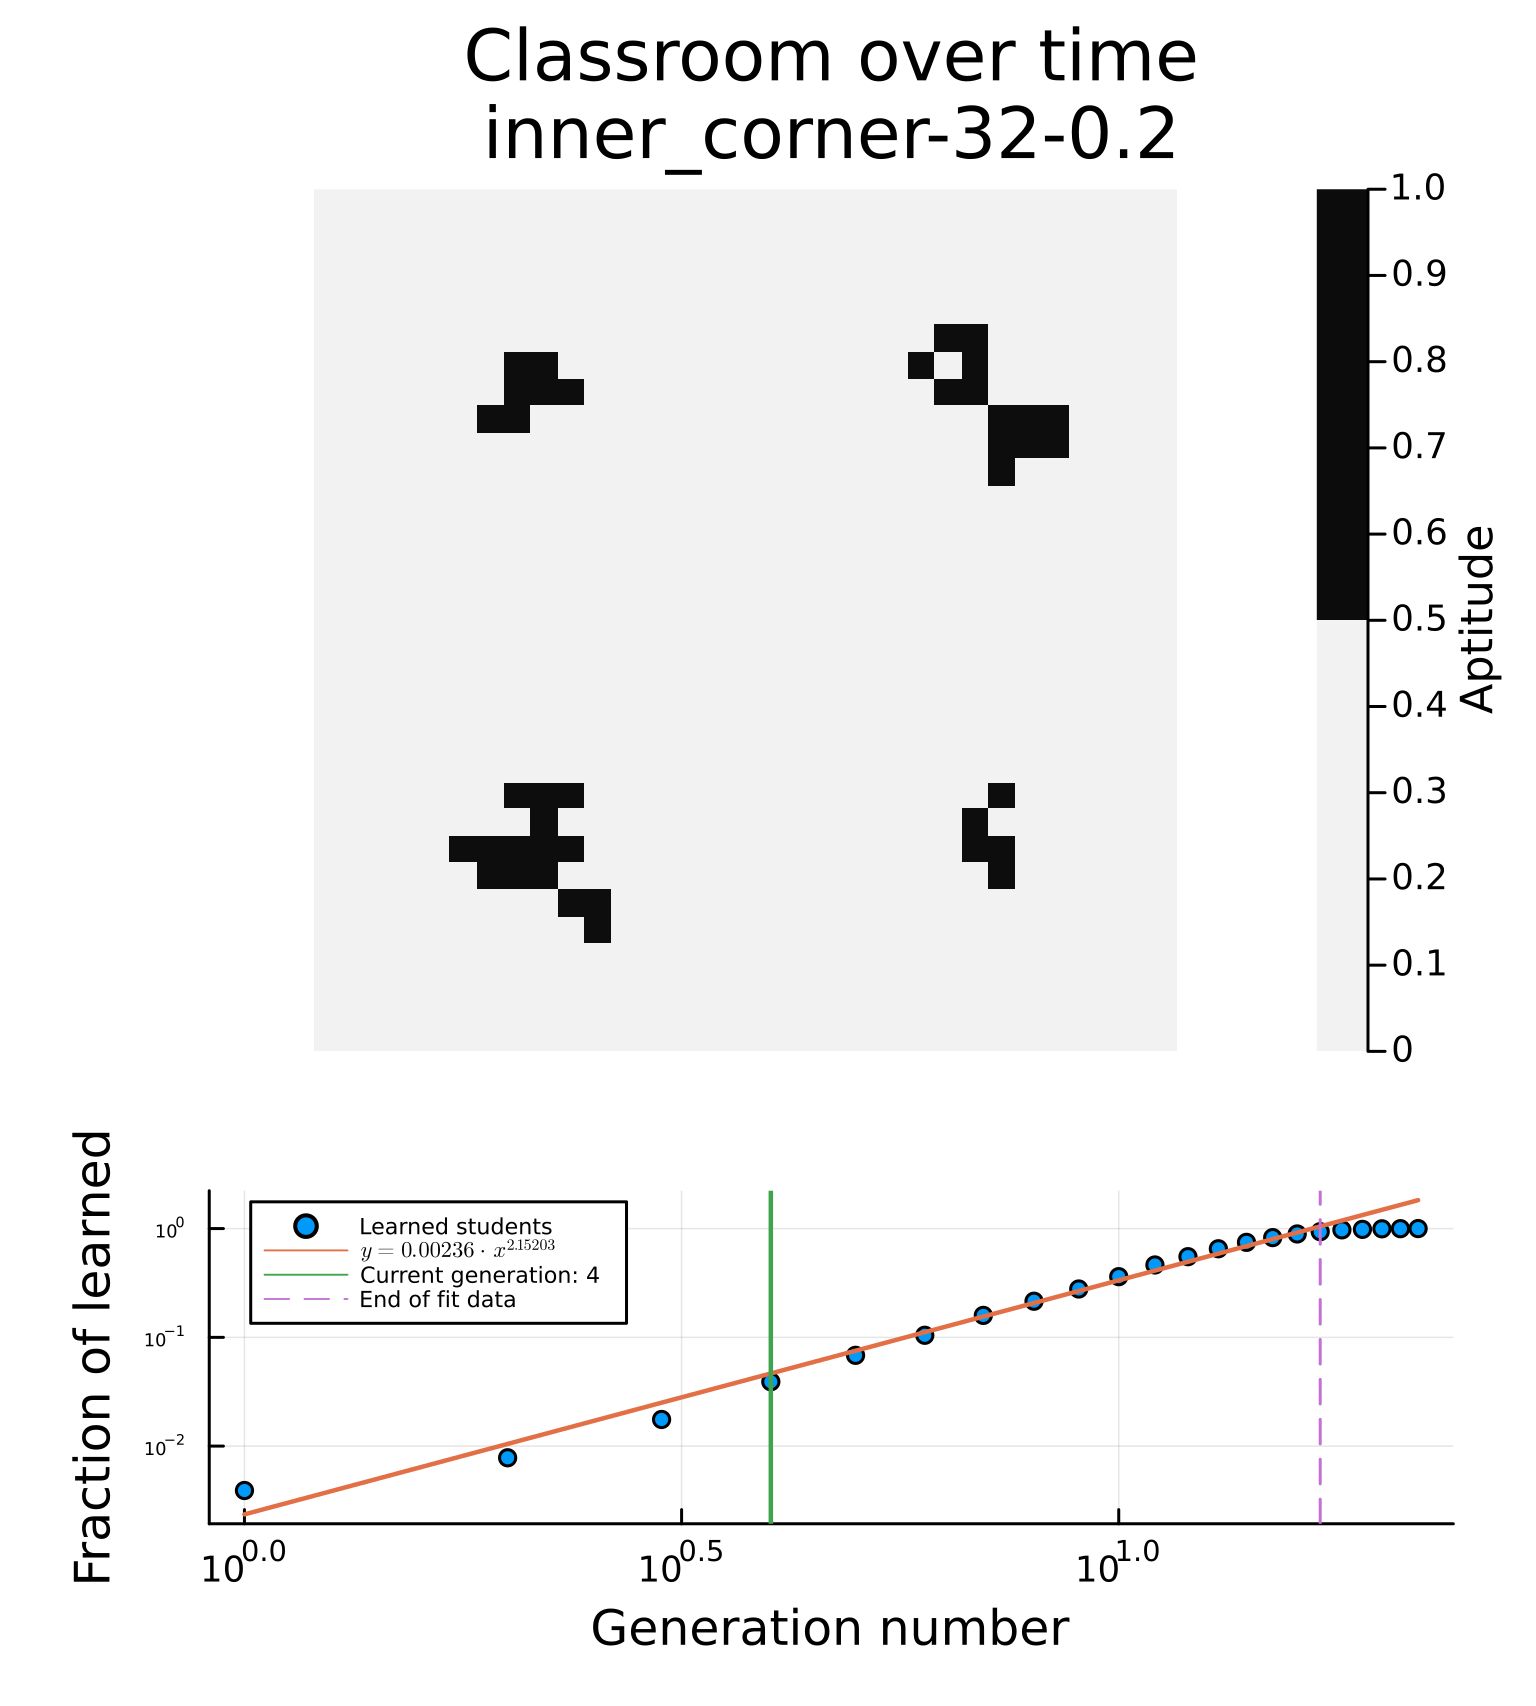 Classroom over time
inner_corner-32-0.2
1.0
0.9
0.8
0.7
0.6
0.5
0.4
0.3
0.2
0.1
0
Aptitude
Fraction of learned
10⁰
10⁻¹
10⁻²
Learned students
y = 0.00236 · x^2.15203
Current generation: 4
End of fit data
10^0.0
10^0.5
10^1.0
Generation number